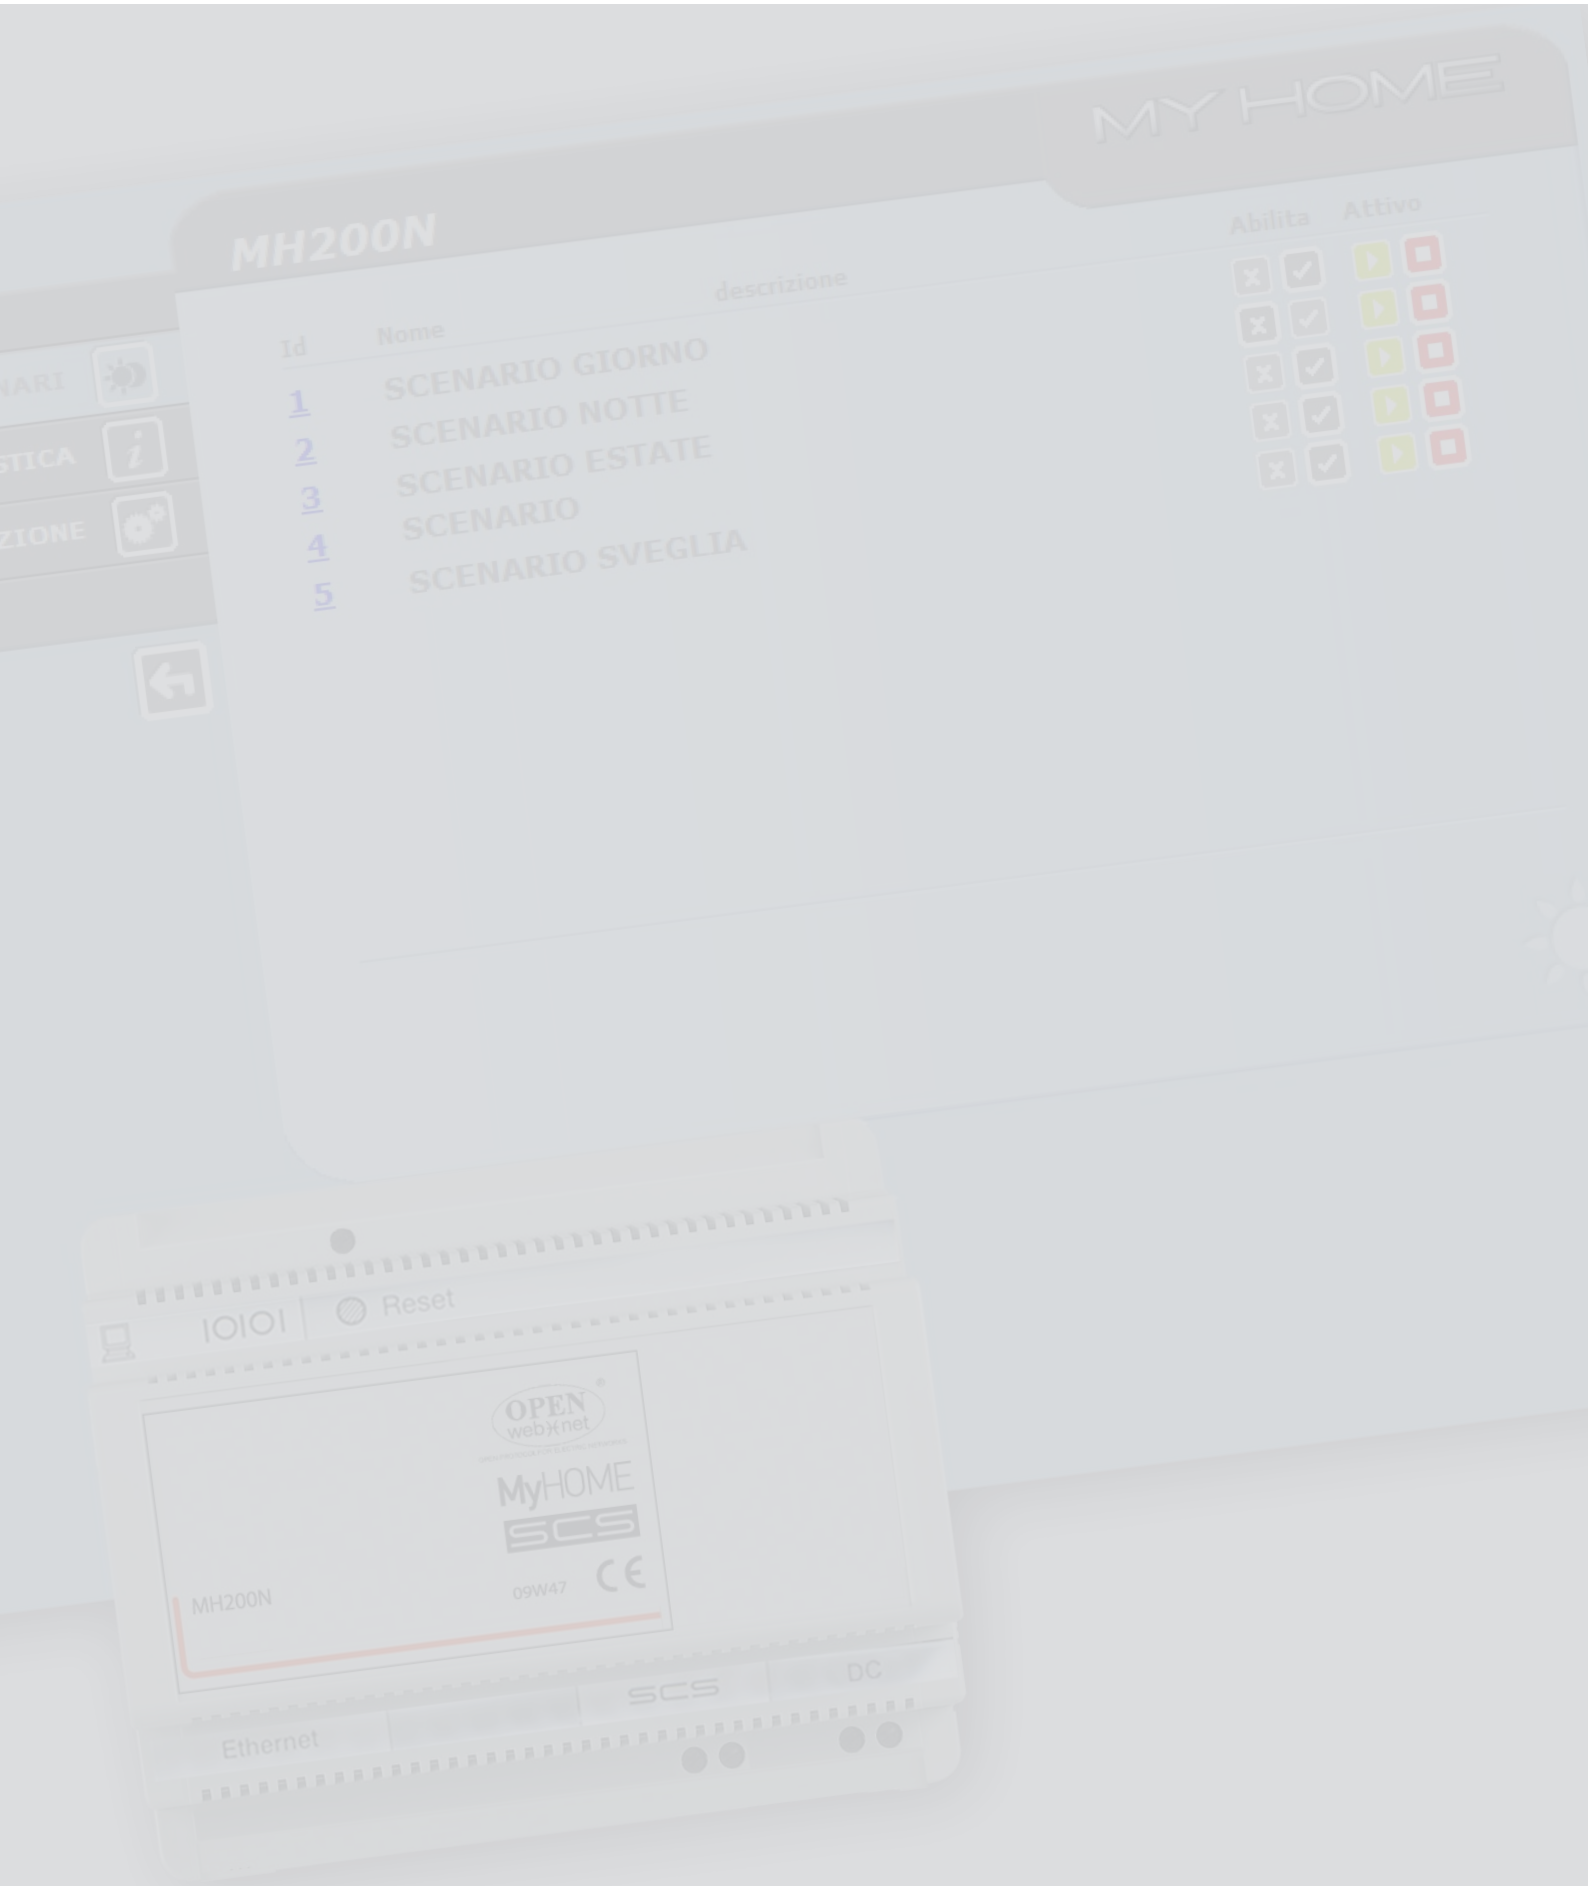 MY HOME
MH200N
Abilita Attivo
Id Nome descrizione
1 SCENARIO GIORNO
2 SCENARIO NOTTE
3 SCENARIO ESTATE
4 SCENARIO
5 SCENARIO SVEGLIA
NARI
STICA
i
ZIONE
Reset
OPEN
web net
MyHOME
SCS
MH200N
09W47 CE
SCS
DC
Ethernet